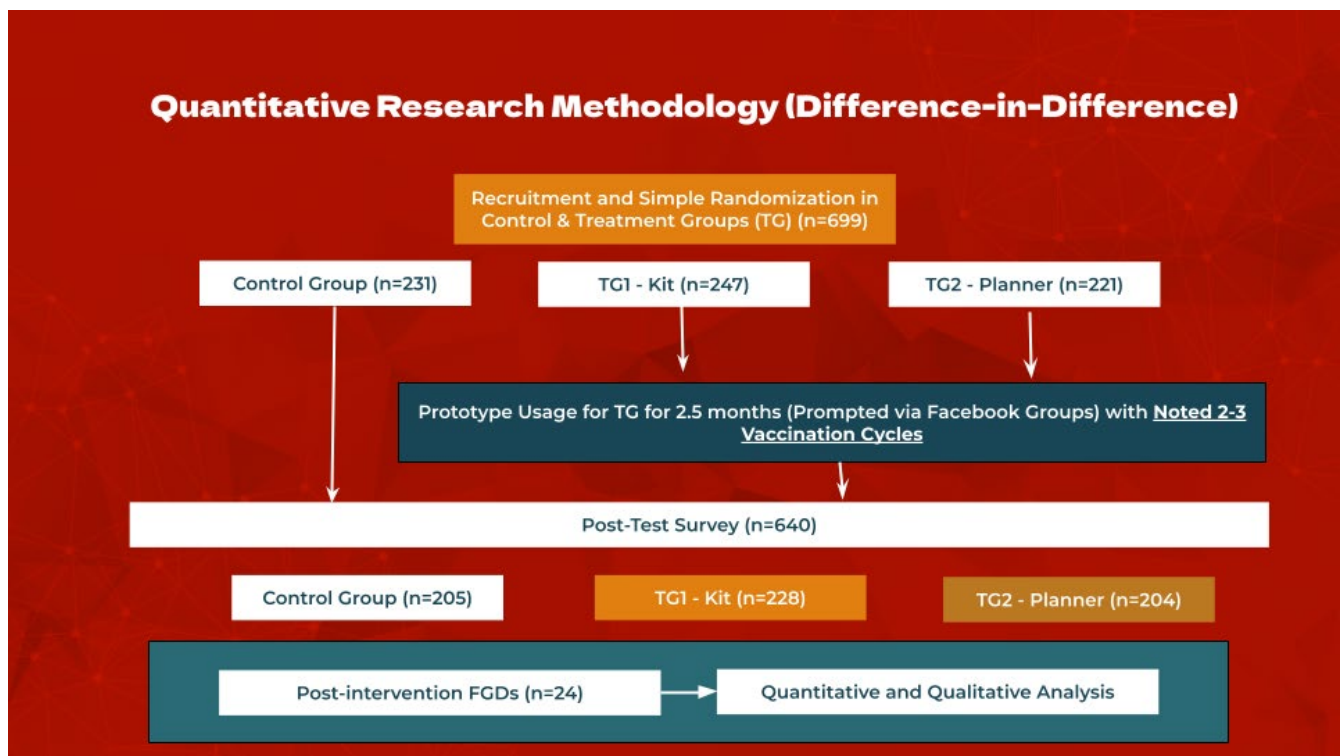 Quantitative Research Methodology (Difference-in-Difference)
Recruitment and Simple Randomization in
Control & Treatment Groups (TG) (n=699)
Control Group (n=231)
TG1 - Kit (n=247)
TG2 - Planner (n=221)
Prototype Usage for TG for 2.5 months (Prompted via Facebook Groups) with Noted 2-3
Vaccination Cycles
Post-Test Survey (n=640)
Control Group (n=205)
TG1 - Kit (n=228)
TG2 - Planner (n=204)
Post-intervention FGDs (n=24)
Quantitative and Qualitative Analysis